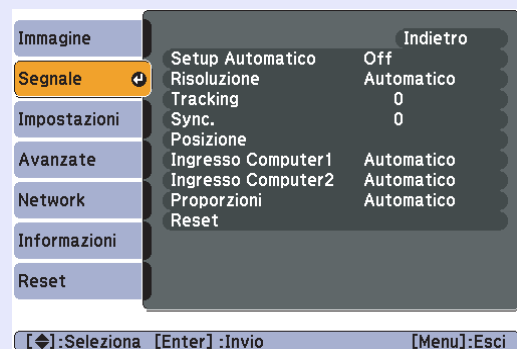 Immagine
Segnale
Impostazioni
Avanzate
Network
Informazioni
Reset
Indietro
Setup Automatico Off
Risoluzione Automatico
Tracking 0
Sync. 0
Posizione
Ingresso Computer1 Automatico
Ingresso Computer2 Automatico
Proporzioni Automatico
Reset
[◆]:Seleziona [Enter] :Invio [Menu]:Esci